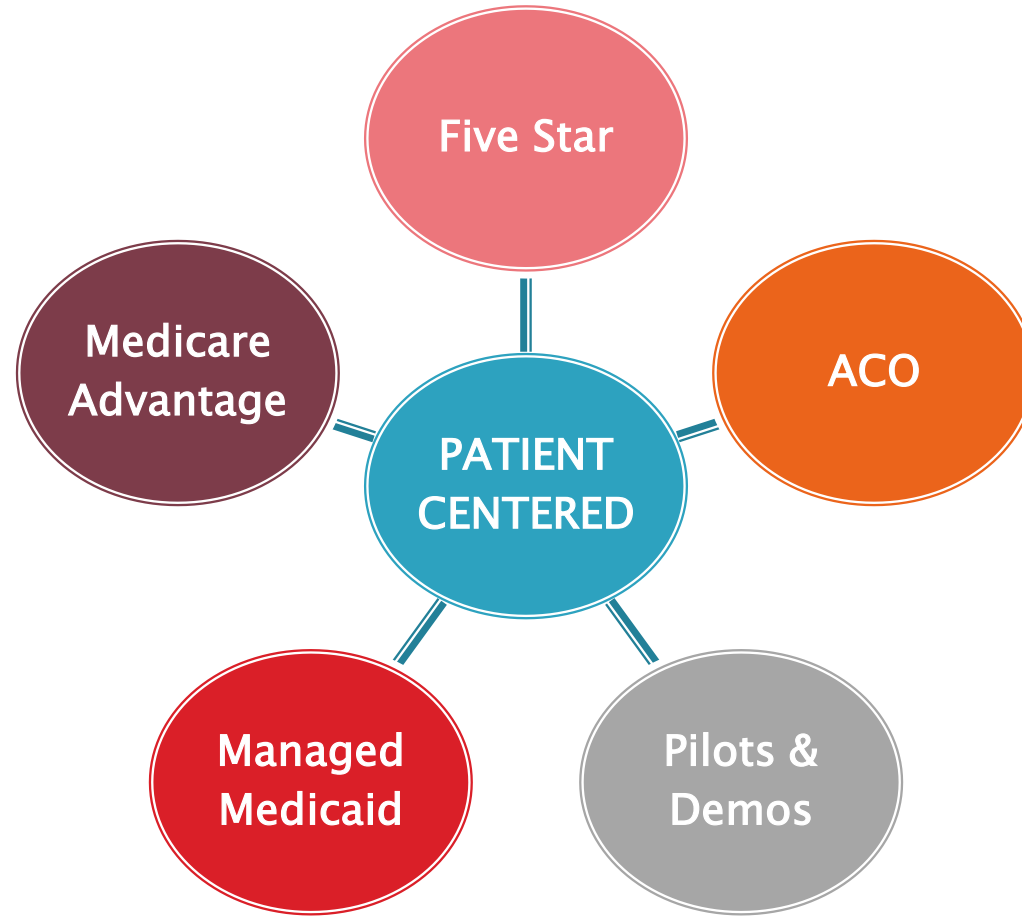 Five Star
Medicare
Advantage
ACO
PATIENT
CENTERED
Managed
Medicaid
Pilots &
Demos